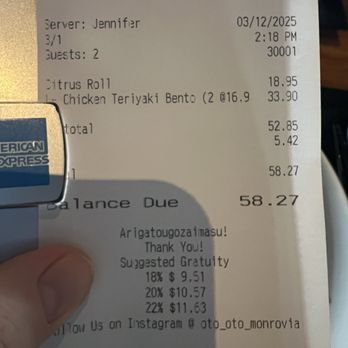 Server: Jennifer 03/12/2025
3/1 2:18 PM
Guests: 2 30001
Citrus Roll 18.95
Chicken Teriyaki Bento (2 @16.9 33.90
total 52.85
5.42
58.27
Balance Due 58.27
Arigatougozaimasu!
Thank You!
Suggested Gratuity
18% $ 9.51
20% $10.57
22% $11.63
Follow Us on Instagram @ oto_oto_monrovia
ERICAN
EXPRESS